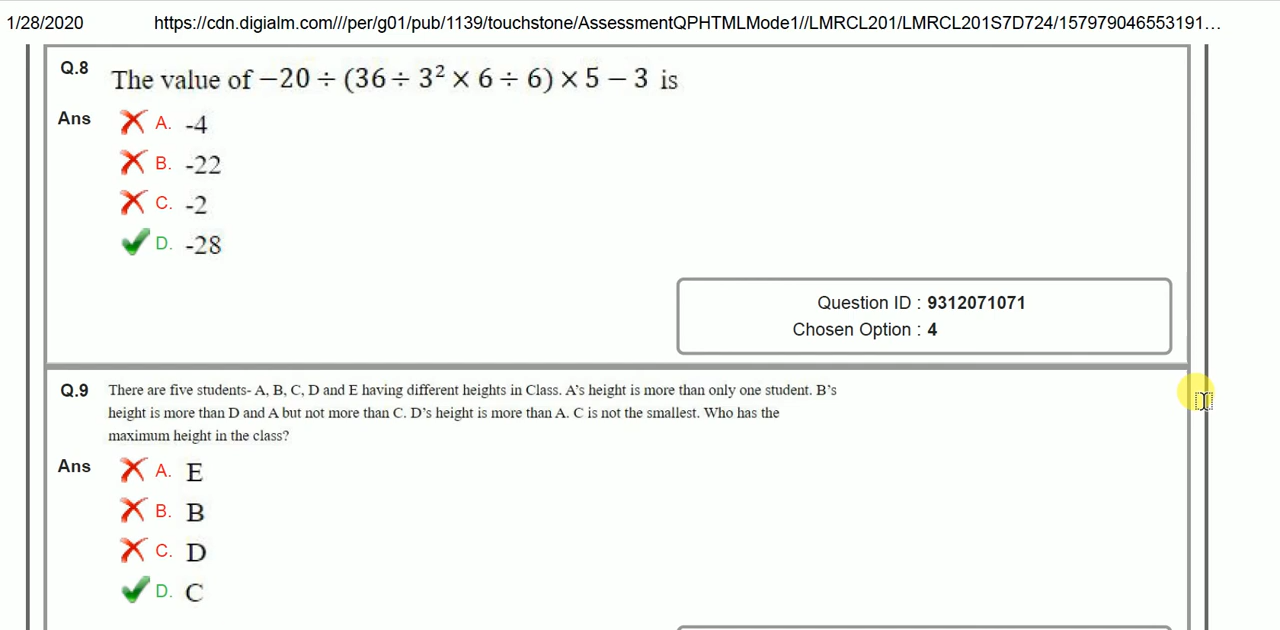 1/28/2020 https://cdn.digialm.com///per/g01/pub/1139/touchstone/AssessmentQPHTMLMode1//LMRCL201/LMRCL201S7D724/157979046553191...
Q.8 The value of −20 ÷ (36 ÷ 3² × 6 ÷ 6) × 5 − 3 is
Ans A. -4
B. -22
C. -2
D. -28
Question ID : 9312071071
Chosen Option : 4
Q.9 There are five students- A, B, C, D and E having different heights in Class. A's height is more than only one student. B's
height is more than D and A but not more than C. D's height is more than A. C is not the smallest. Who has the
maximum height in the class?
Ans A. E
B. B
C. D
D. C